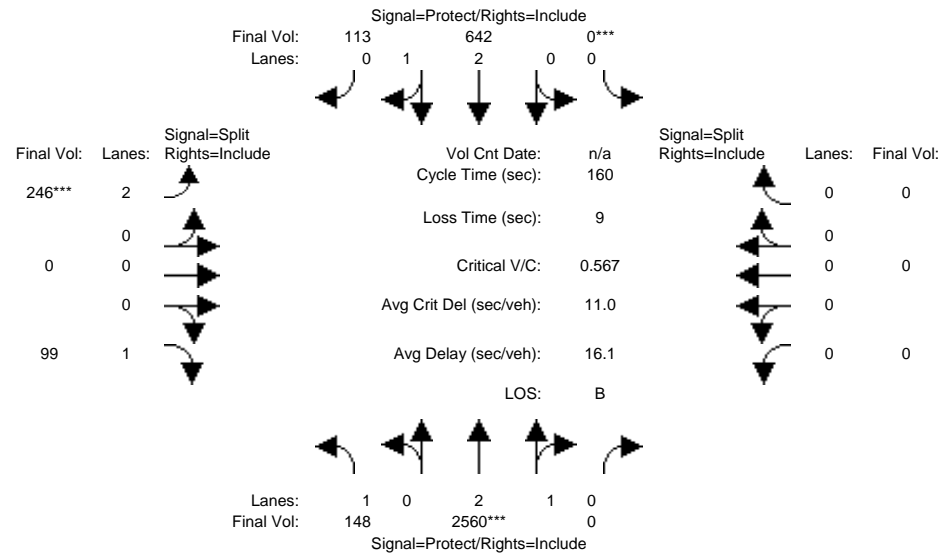 Signal=Protect/Rights=Include
Final Vol: 113 642 0***
Lanes: 0 1 2 0 0
Signal=Split
Final Vol: Lanes: Rights=Include
Vol Cnt Date: n/a
Signal=Split
Rights=Include Lanes: Final Vol:
Cycle Time (sec): 160
246*** 2
0 0
Loss Time (sec): 9
0
0
0 0
Critical V/C: 0.567
0 0
0
Avg Crit Del (sec/veh): 11.0
0
99 1
Avg Delay (sec/veh): 16.1
0 0
LOS: B
Lanes: 1 0 2 1 0
Final Vol: 148 2560*** 0
Signal=Protect/Rights=Include